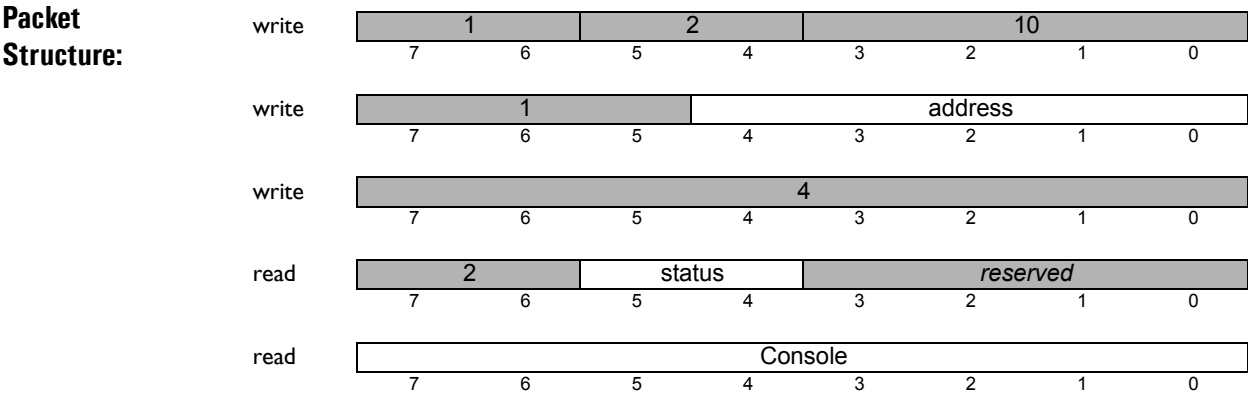 Packet Structure:
write 1 2 10
7 6 5 4 3 2 1 0
write 1 address
7 6 5 4 3 2 1 0
write 4
7 6 5 4 3 2 1 0
read 2 status reserved
7 6 5 4 3 2 1 0
read Console
7 6 5 4 3 2 1 0